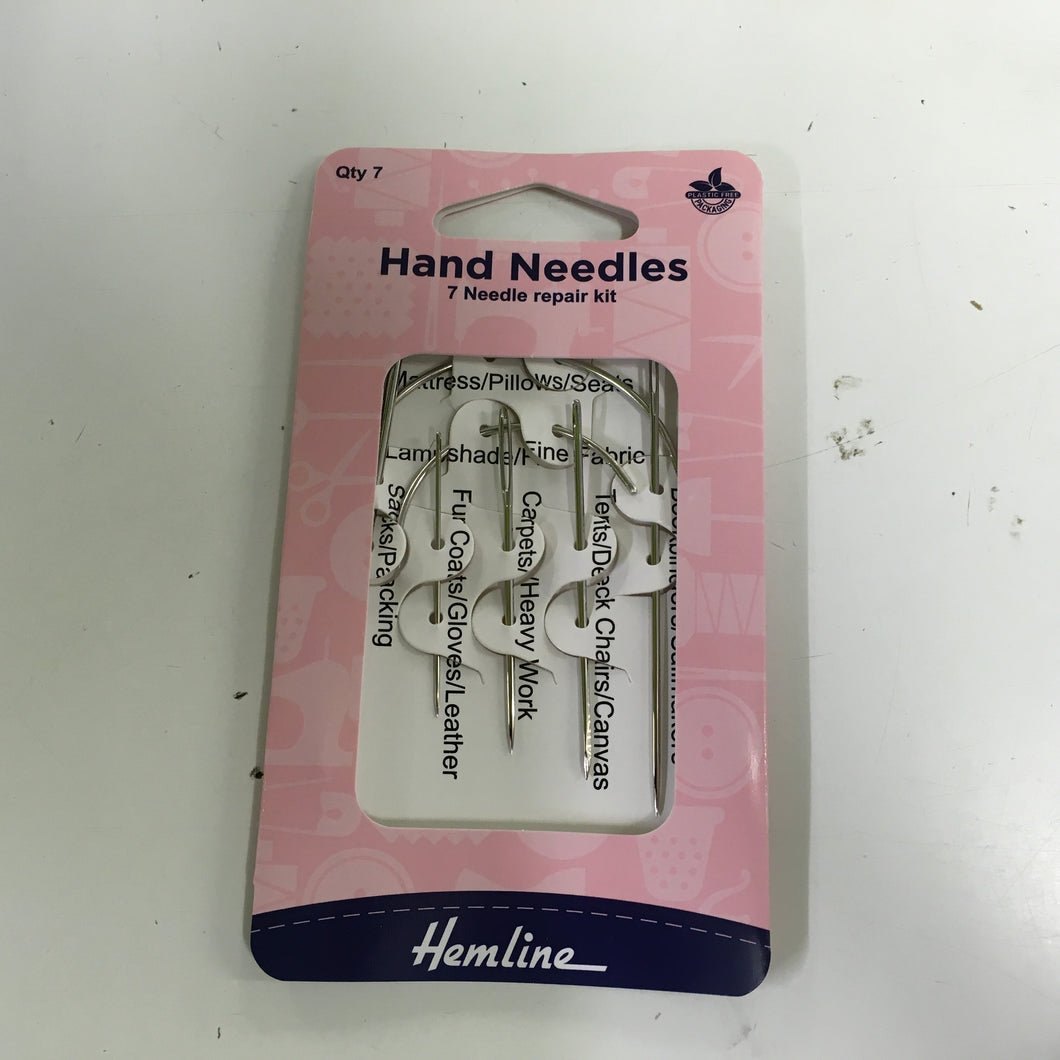 Qty 7
PLASTIC FREE
PACKAGING
Hand Needles
7 Needle repair kit
Mattress/Pillows/Seats
Lampshade/Fine Fabric
Sacks/Packing
Fur Coats/Gloves/Leather
Carpets/Heavy Work
Tents/Deck Chairs/Canvas
Hemline